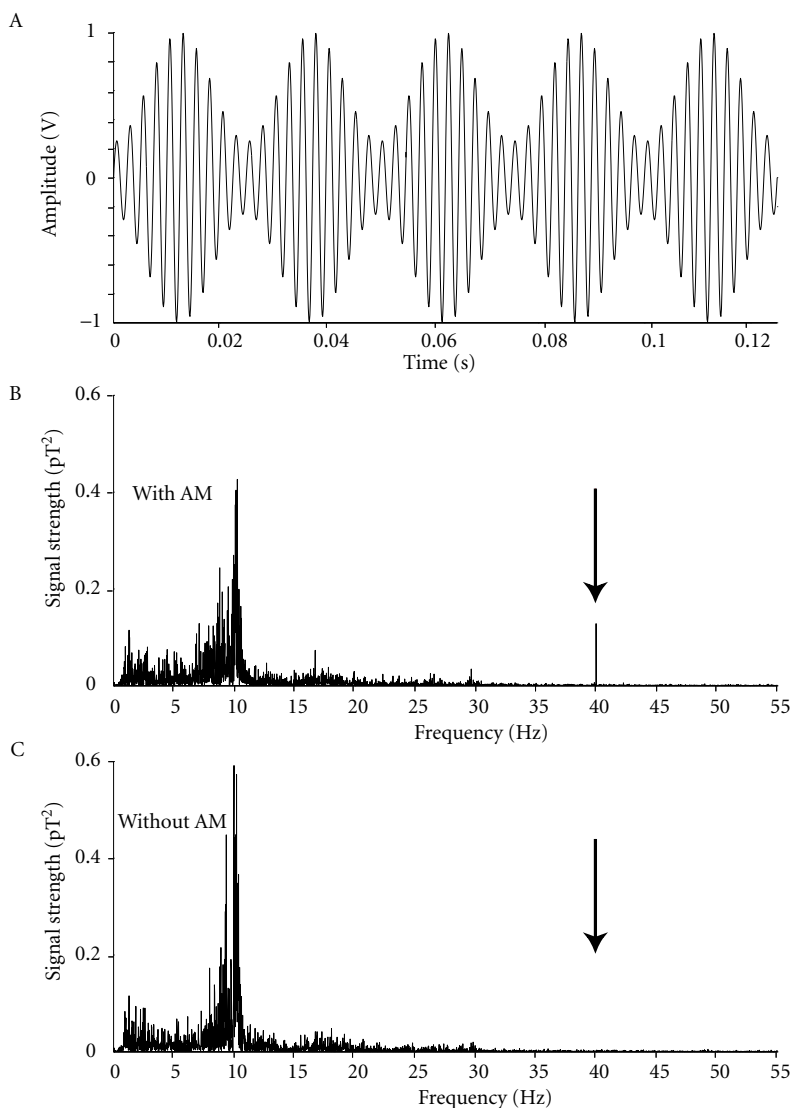 A
Amplitude (V)
1
0
−1
0 0.02 0.04 0.06 0.08 0.1 0.12
Time (s)
B
Signal strength (pT²)
0.6
0.4
0.2
0
With AM
0 5 10 15 20 25 30 35 40 45 50 55
Frequency (Hz)
C
Signal strength (pT²)
0.6
0.4
0.2
0
Without AM
0 5 10 15 20 25 30 35 40 45 50 55
Frequency (Hz)